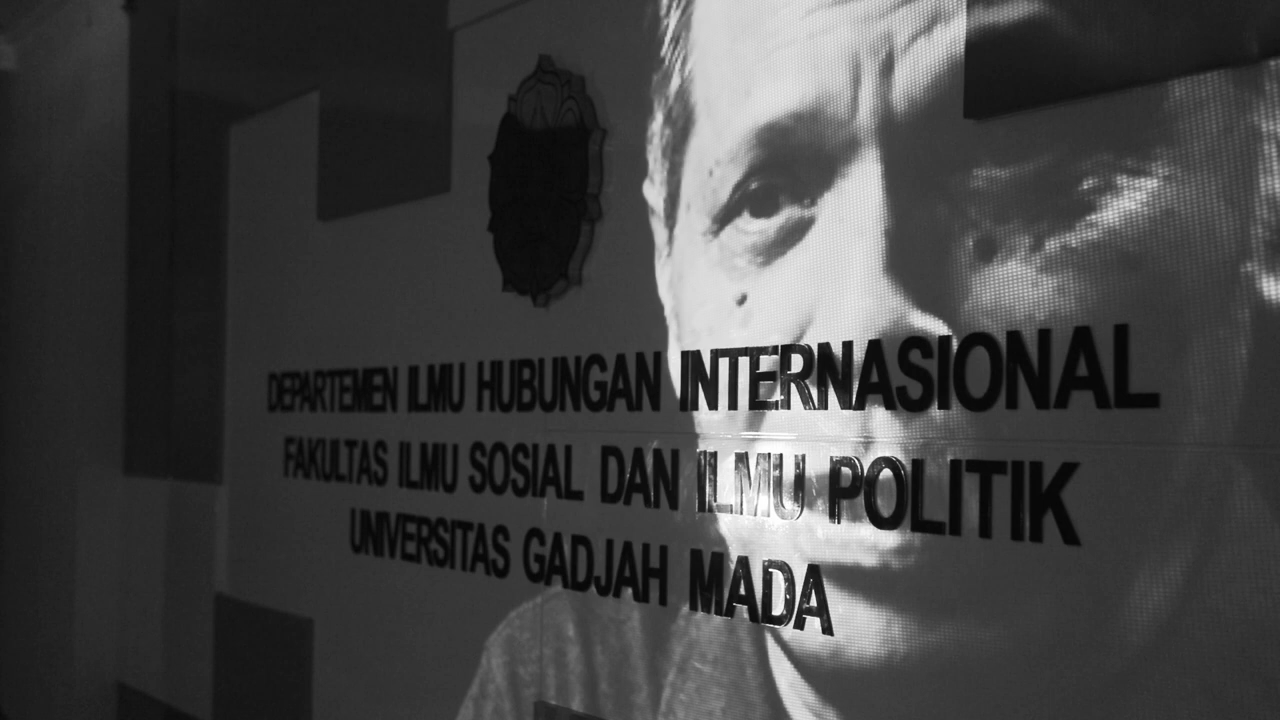 DEPARTEMEN ILMU HUBUNGAN INTERNASIONAL
FAKULTAS ILMU SOSIAL DAN ILMU POLITIK
UNIVERSITAS GADJAH MADA